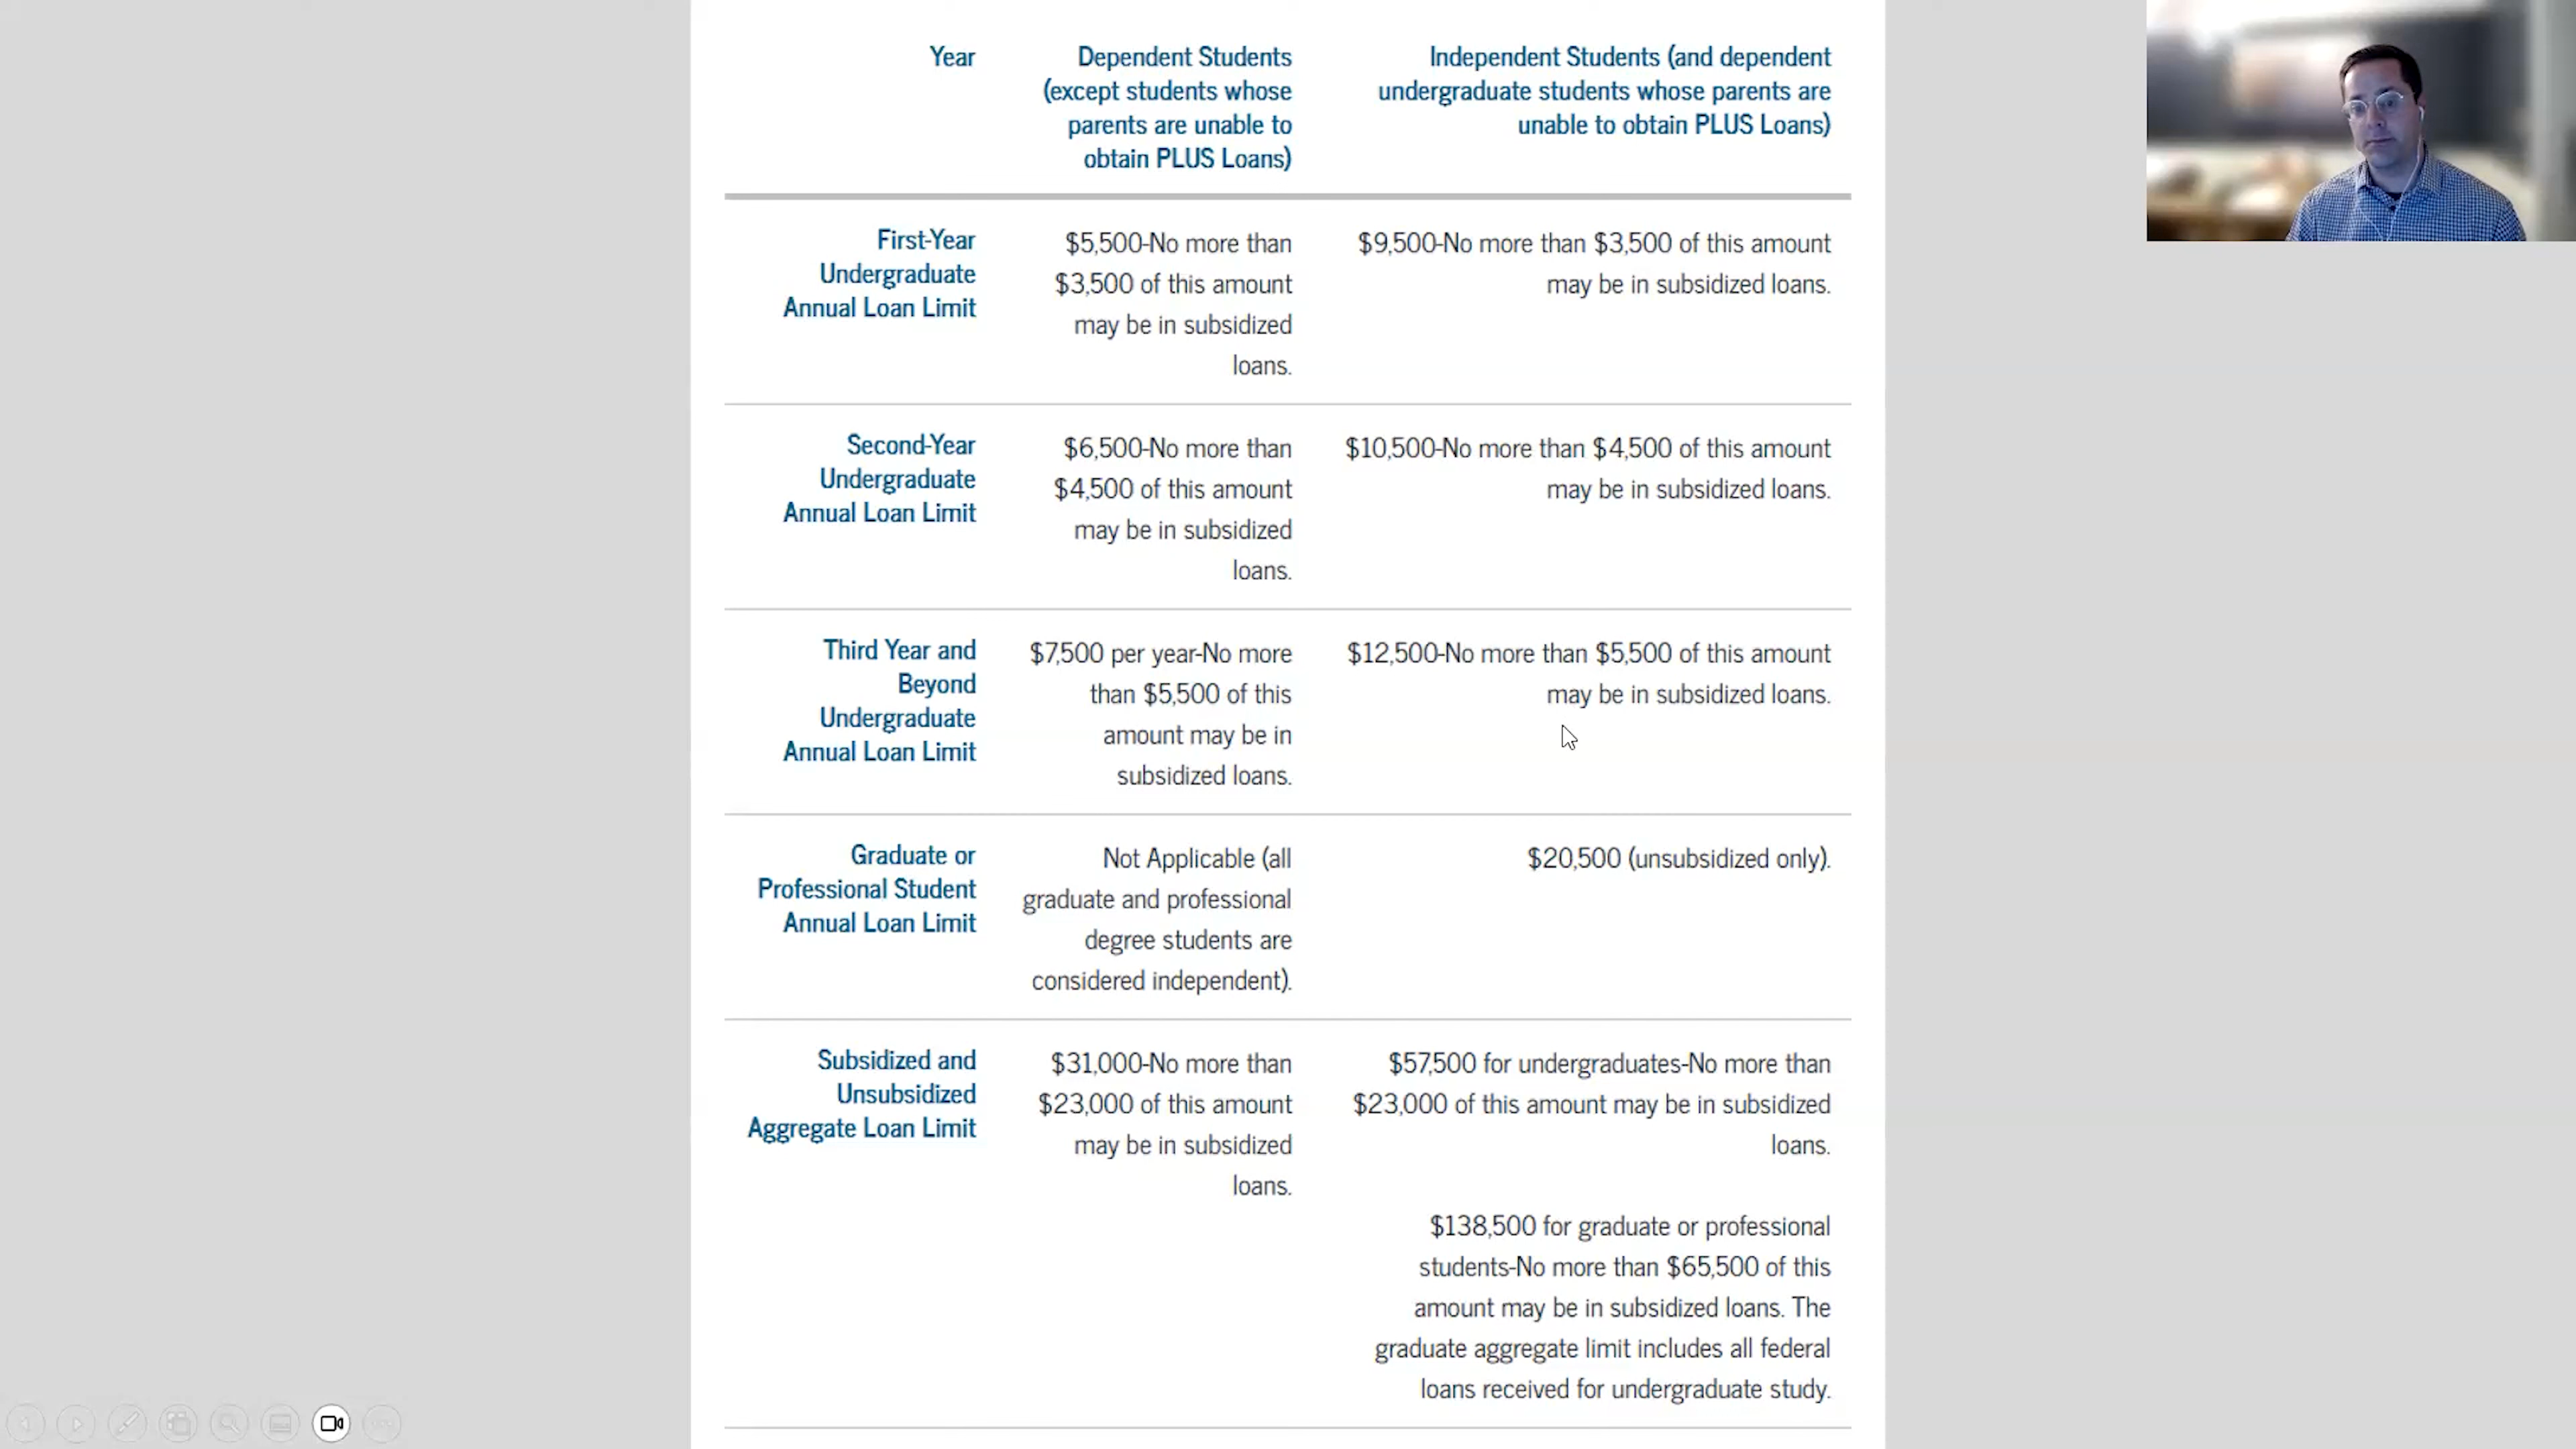 Year
Dependent Students
(except students whose
parents are unable to
obtain PLUS Loans)
Independent Students (and dependent
undergraduate students whose parents are
unable to obtain PLUS Loans)
First-Year
Undergraduate
Annual Loan Limit
$5,500-No more than
$3,500 of this amount
may be in subsidized
loans.
$9,500-No more than $3,500 of this amount
may be in subsidized loans.
Second-Year
Undergraduate
Annual Loan Limit
$6,500-No more than
$4,500 of this amount
may be in subsidized
loans.
$10,500-No more than $4,500 of this amount
may be in subsidized loans.
Third Year and
Beyond
Undergraduate
Annual Loan Limit
$7,500 per year-No more
than $5,500 of this
amount may be in
subsidized loans.
$12,500-No more than $5,500 of this amount
may be in subsidized loans.
Graduate or
Professional Student
Annual Loan Limit
Not Applicable (all
graduate and professional
degree students are
considered independent).
$20,500 (unsubsidized only).
Subsidized and
Unsubsidized
Aggregate Loan Limit
$31,000-No more than
$23,000 of this amount
may be in subsidized
loans.
$57,500 for undergraduates-No more than
$23,000 of this amount may be in subsidized
loans.
$138,500 for graduate or professional
students-No more than $65,500 of this
amount may be in subsidized loans. The
graduate aggregate limit includes all federal
loans received for undergraduate study.